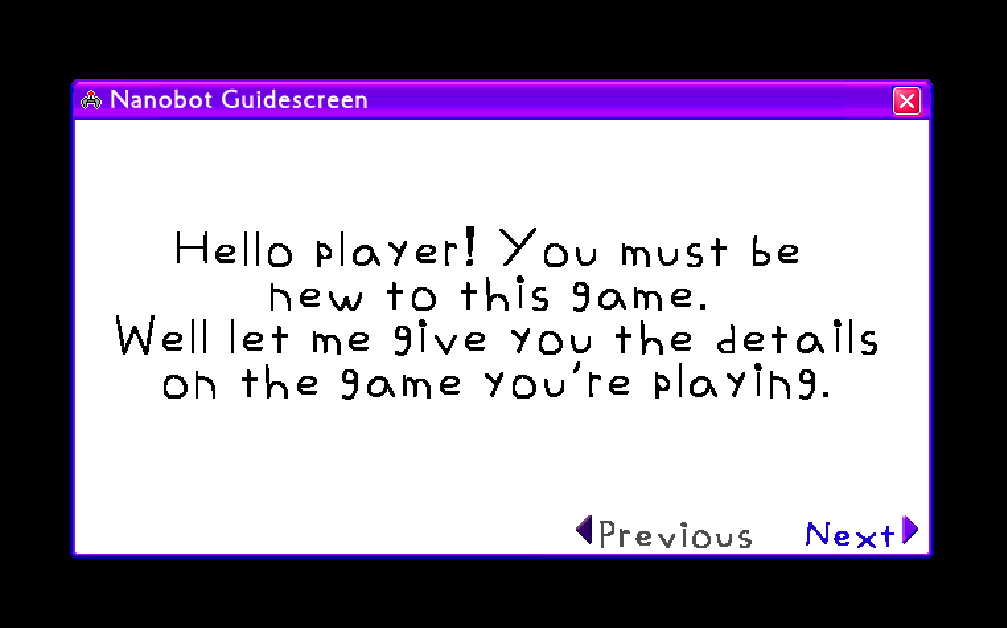 Nanobot Guidescreen
Hello player! You must be
new to this game.
Well let me give you the details
on the game you're playing.
Previous Next